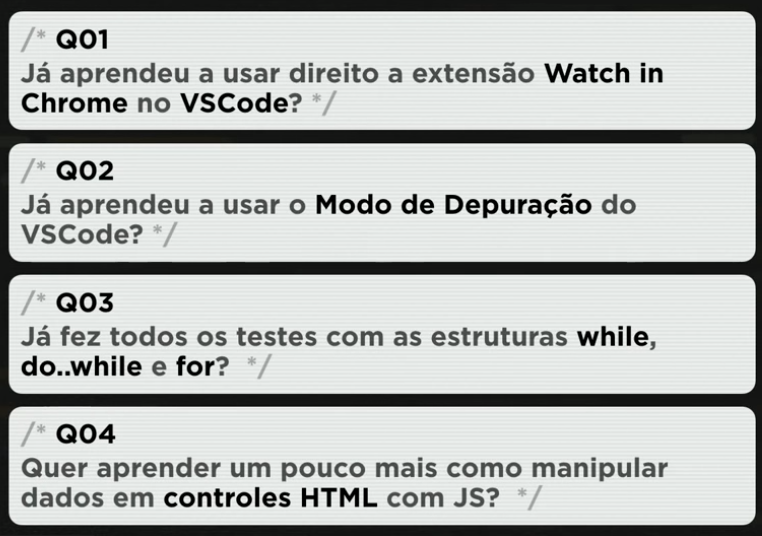 /* Q01
Já aprendeu a usar direito a extensão Watch in
Chrome no VSCode? */
/* Q02
Já aprendeu a usar o Modo de Depuração do
VSCode? */
/* Q03
Já fez todos os testes com as estruturas while,
do..while e for? */
/* Q04
Quer aprender um pouco mais como manipular
dados em controles HTML com JS? */